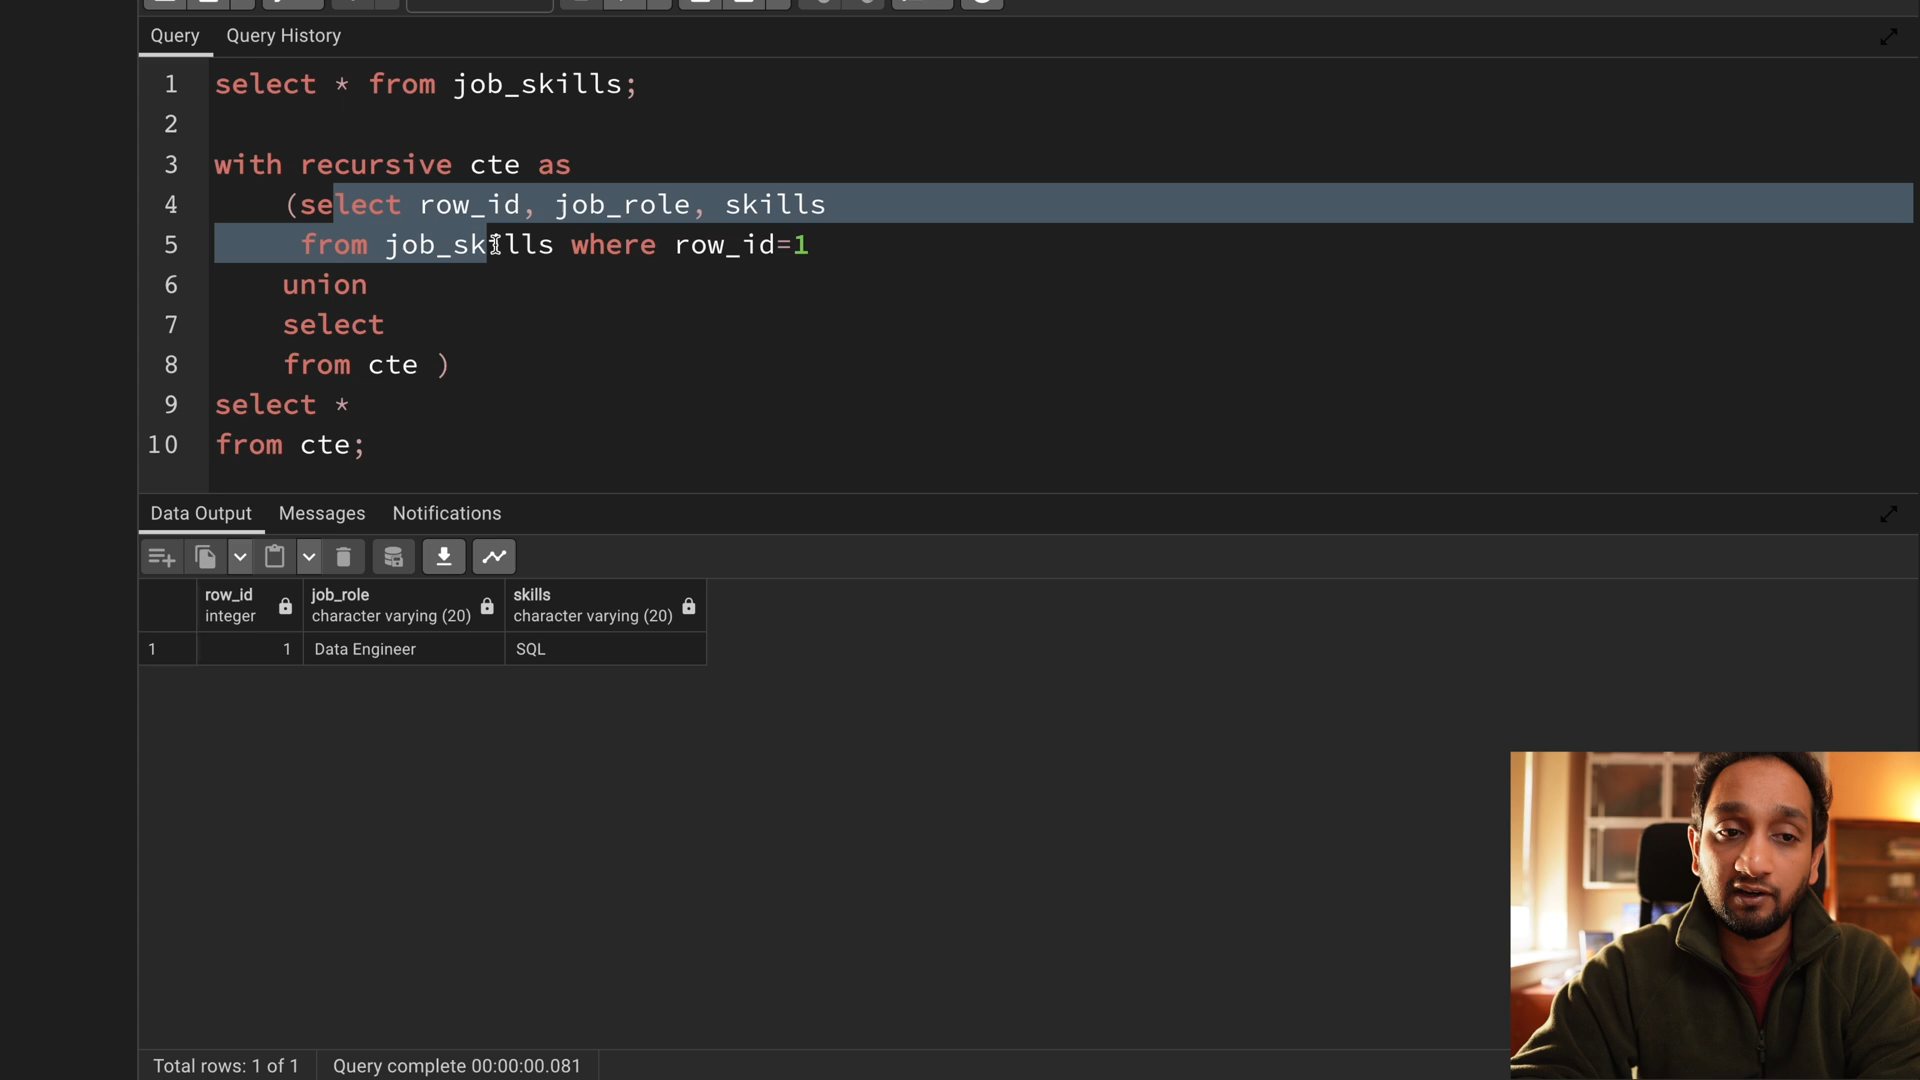 Query Query History
1 select * from job_skills;
2
3 with recursive cte as
4 (select row_id, job_role, skills
5 from job_skills where row_id=1
6 union
7 select
8 from cte )
9 select *
10 from cte;
Data Output Messages Notifications
row_id job_role skills
integer character varying (20) character varying (20)
1 1 Data Engineer SQL
Total rows: 1 of 1 Query complete 00:00:00.081